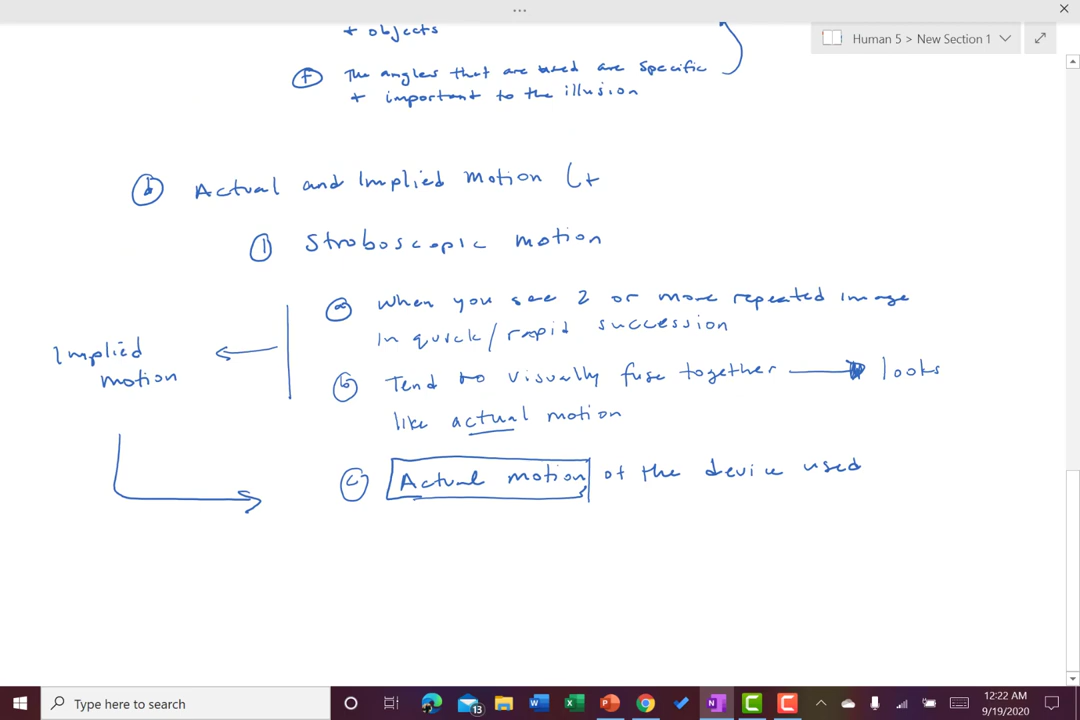 ...
Human 5 > New Section 1
+ objects
(F) The angles that are used are specific
+ important to the illusion
(b) Actual and Implied Motion (+
(1) Stroboscopic motion
(a) When you see 2 or more repeated image
in quick/rapid succession
Implied
motion
(b) Tend to visually fuse together → looks
like actual motion
(c) Actual motion of the device used
Type here to search
13
12:22 AM
9/19/2020